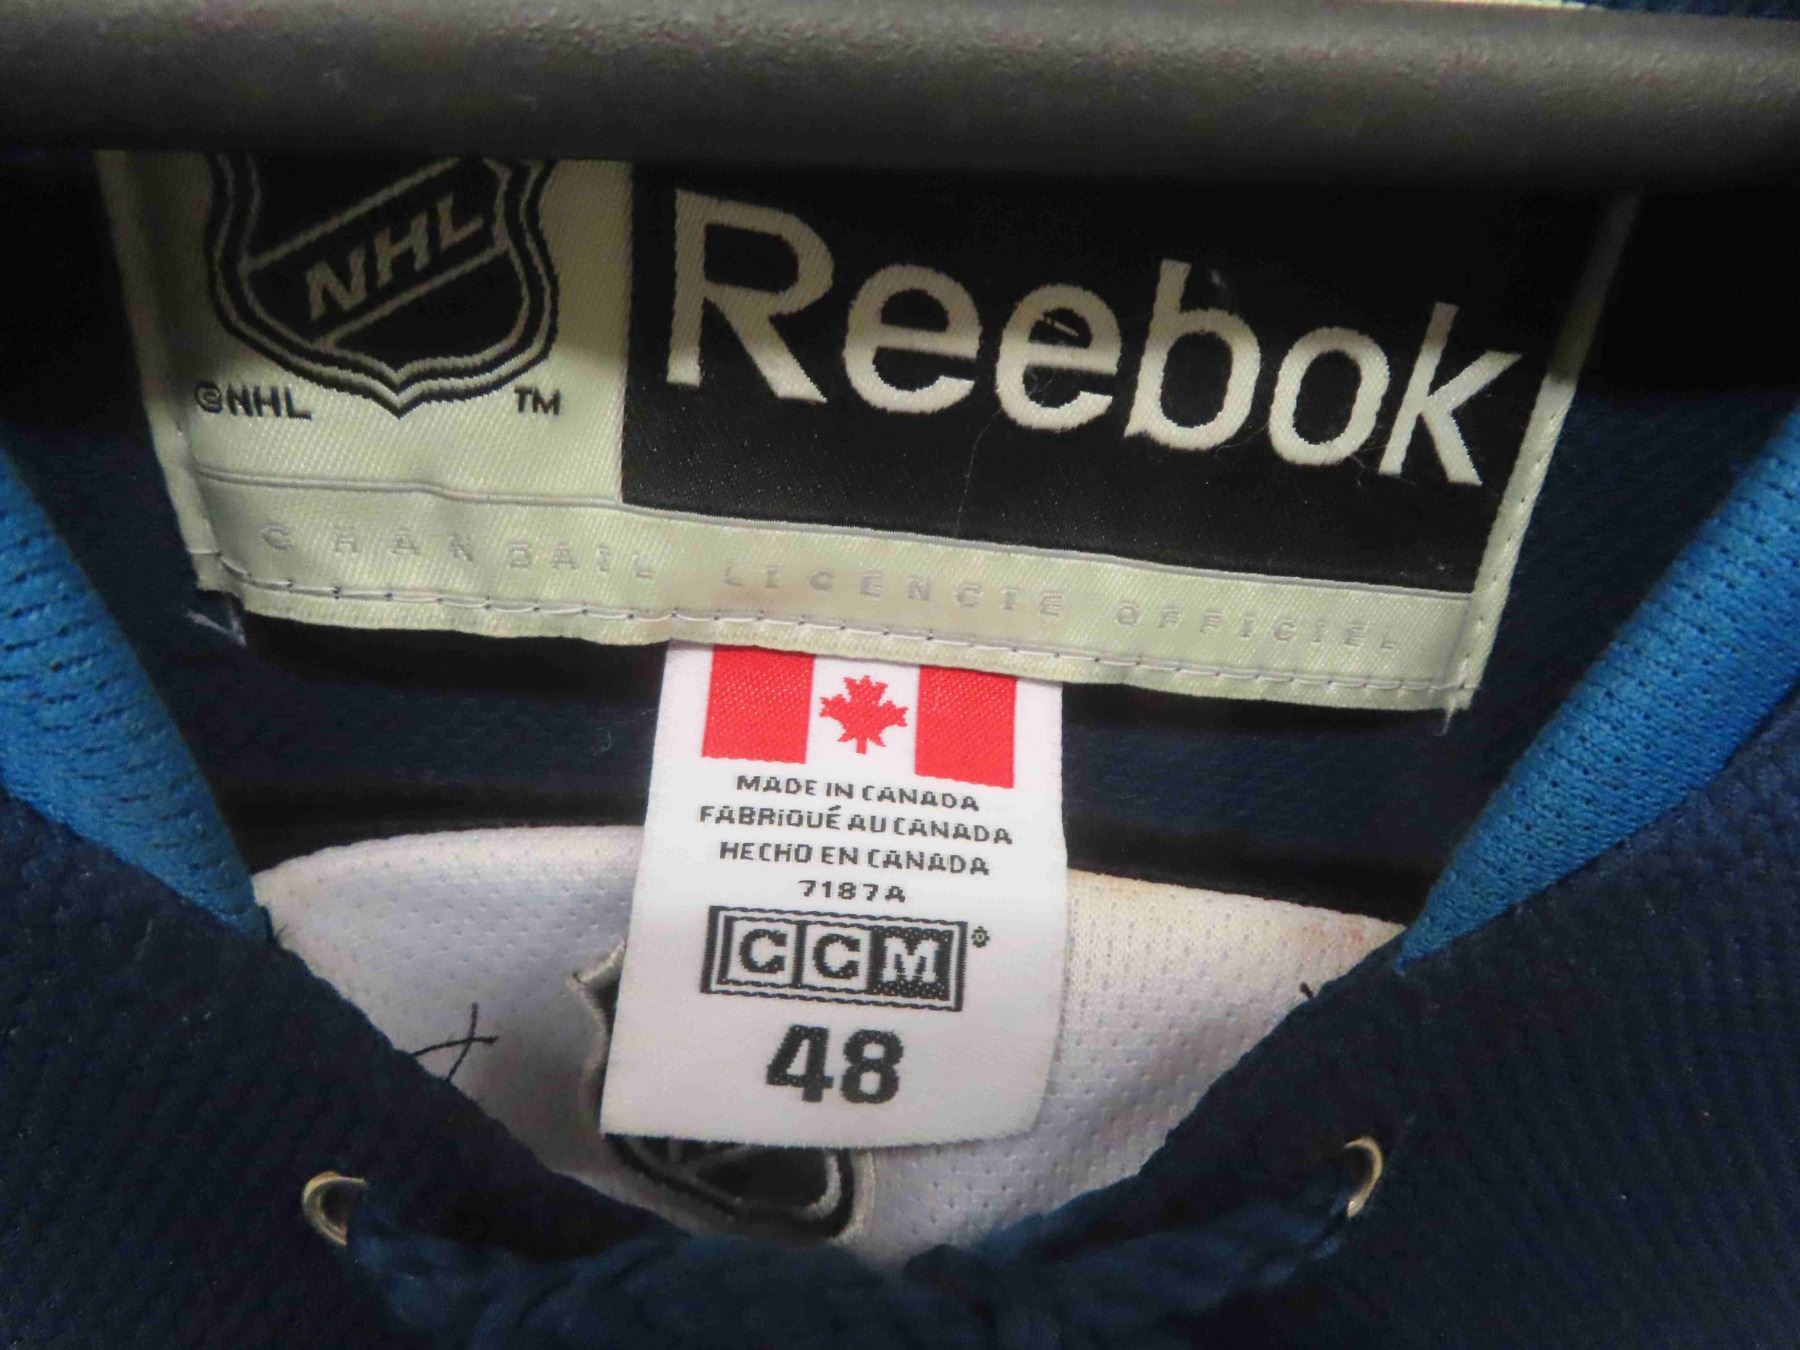 NHL
©NHL TM
Reebok
CHANDAIL LICENCIÉ OFFICIEL
MADE IN CANADA
FABRIQUÉ AU CANADA
HECHO EN CANADA
7187A
CCM®
48